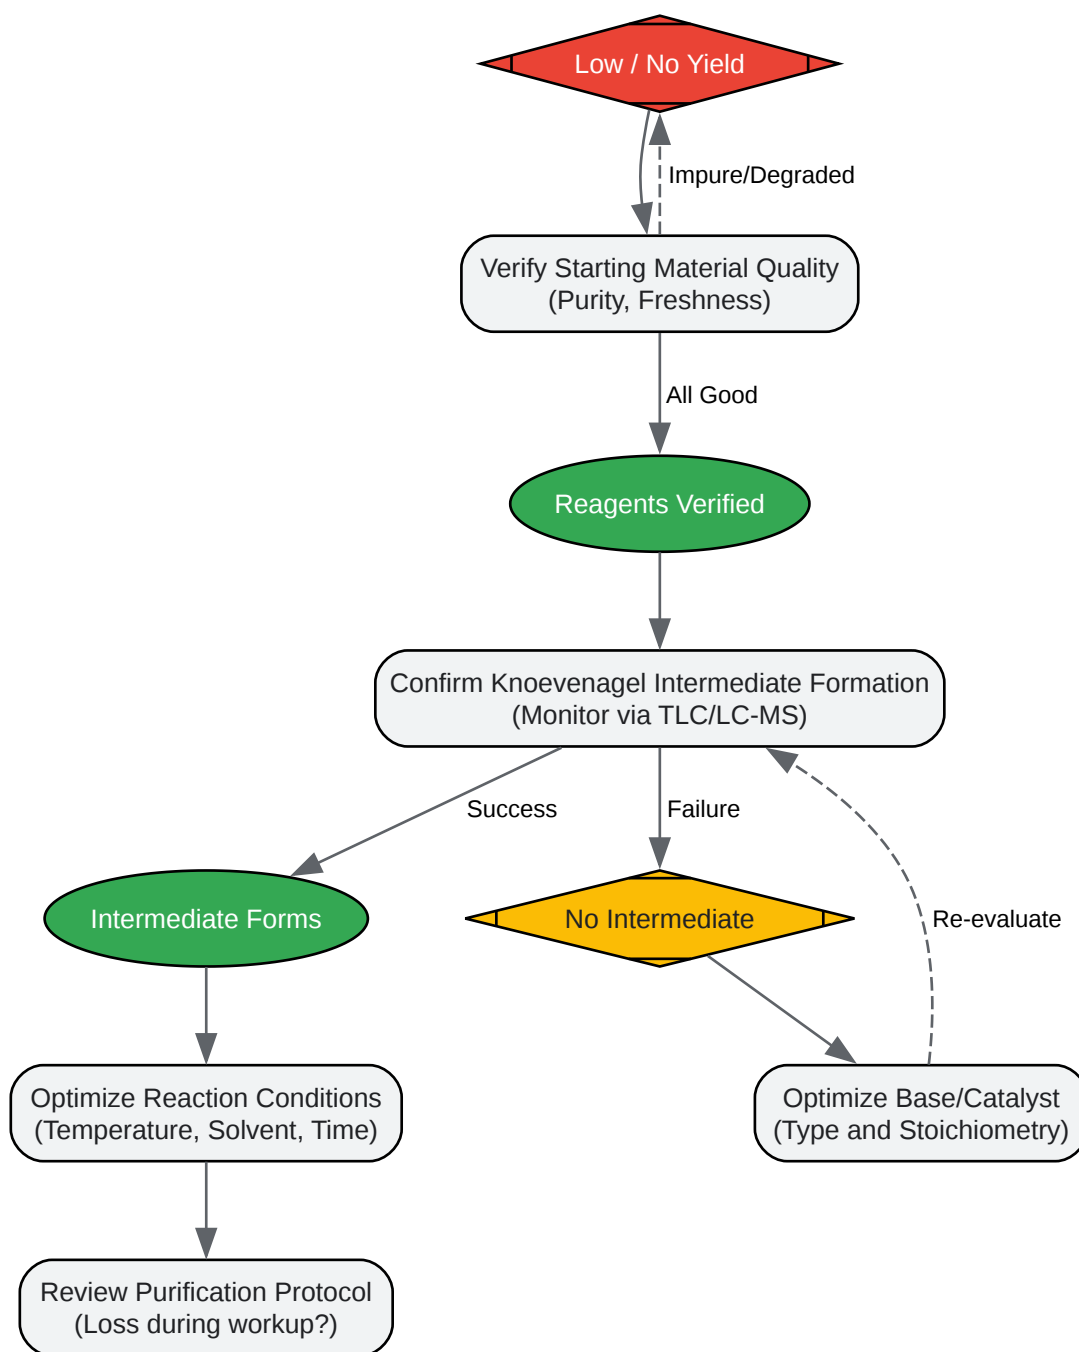 Low / No Yield
Impure/Degraded
Verify Starting Material Quality
(Purity, Freshness)
All Good
Reagents Verified
Confirm Knoevenagel Intermediate Formation
(Monitor via TLC/LC-MS)
Success
Failure
Intermediate Forms
No Intermediate
Re-evaluate
Optimize Reaction Conditions
(Temperature, Solvent, Time)
Optimize Base/Catalyst
(Type and Stoichiometry)
Review Purification Protocol
(Loss during workup?)